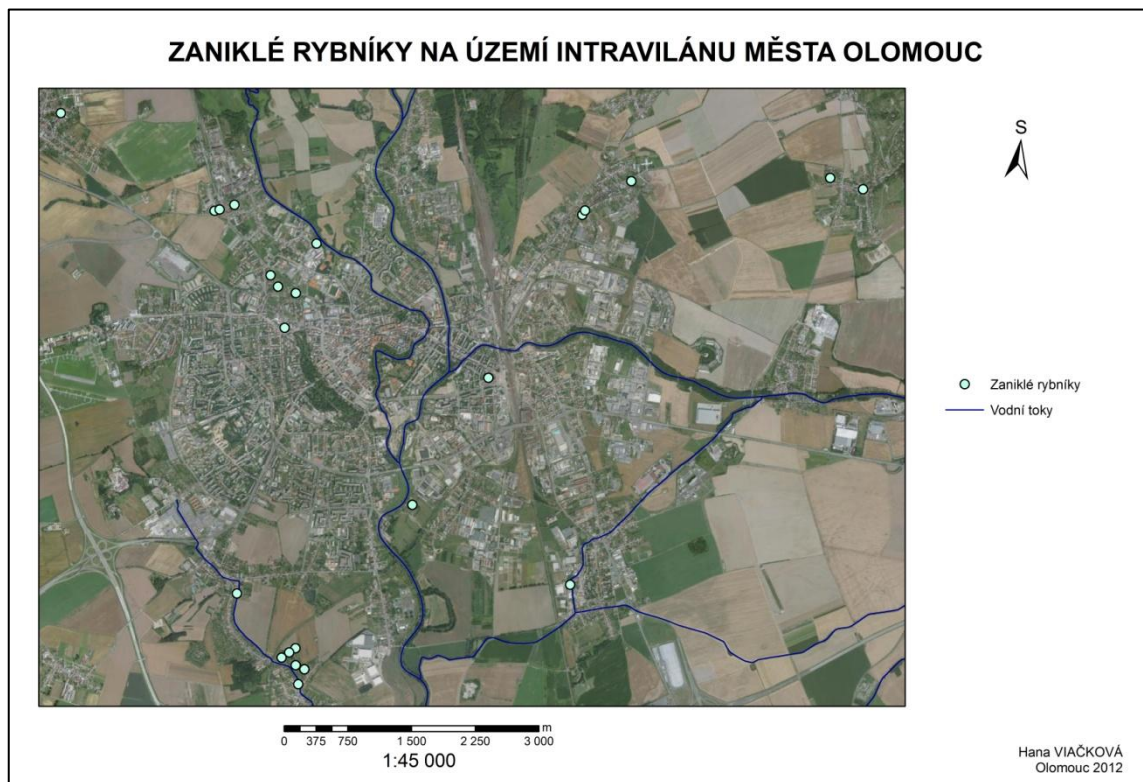 ZANIKLÉ RYBNÍKY NA ÚZEMÍ INTRAVILÁNU MĚSTA OLOMOUC
S
Zaniklé rybníky
Vodní toky
m
0 375 750 1 500 2 250 3 000
1:45 000
Hana VIAČKOVÁ
Olomouc 2012